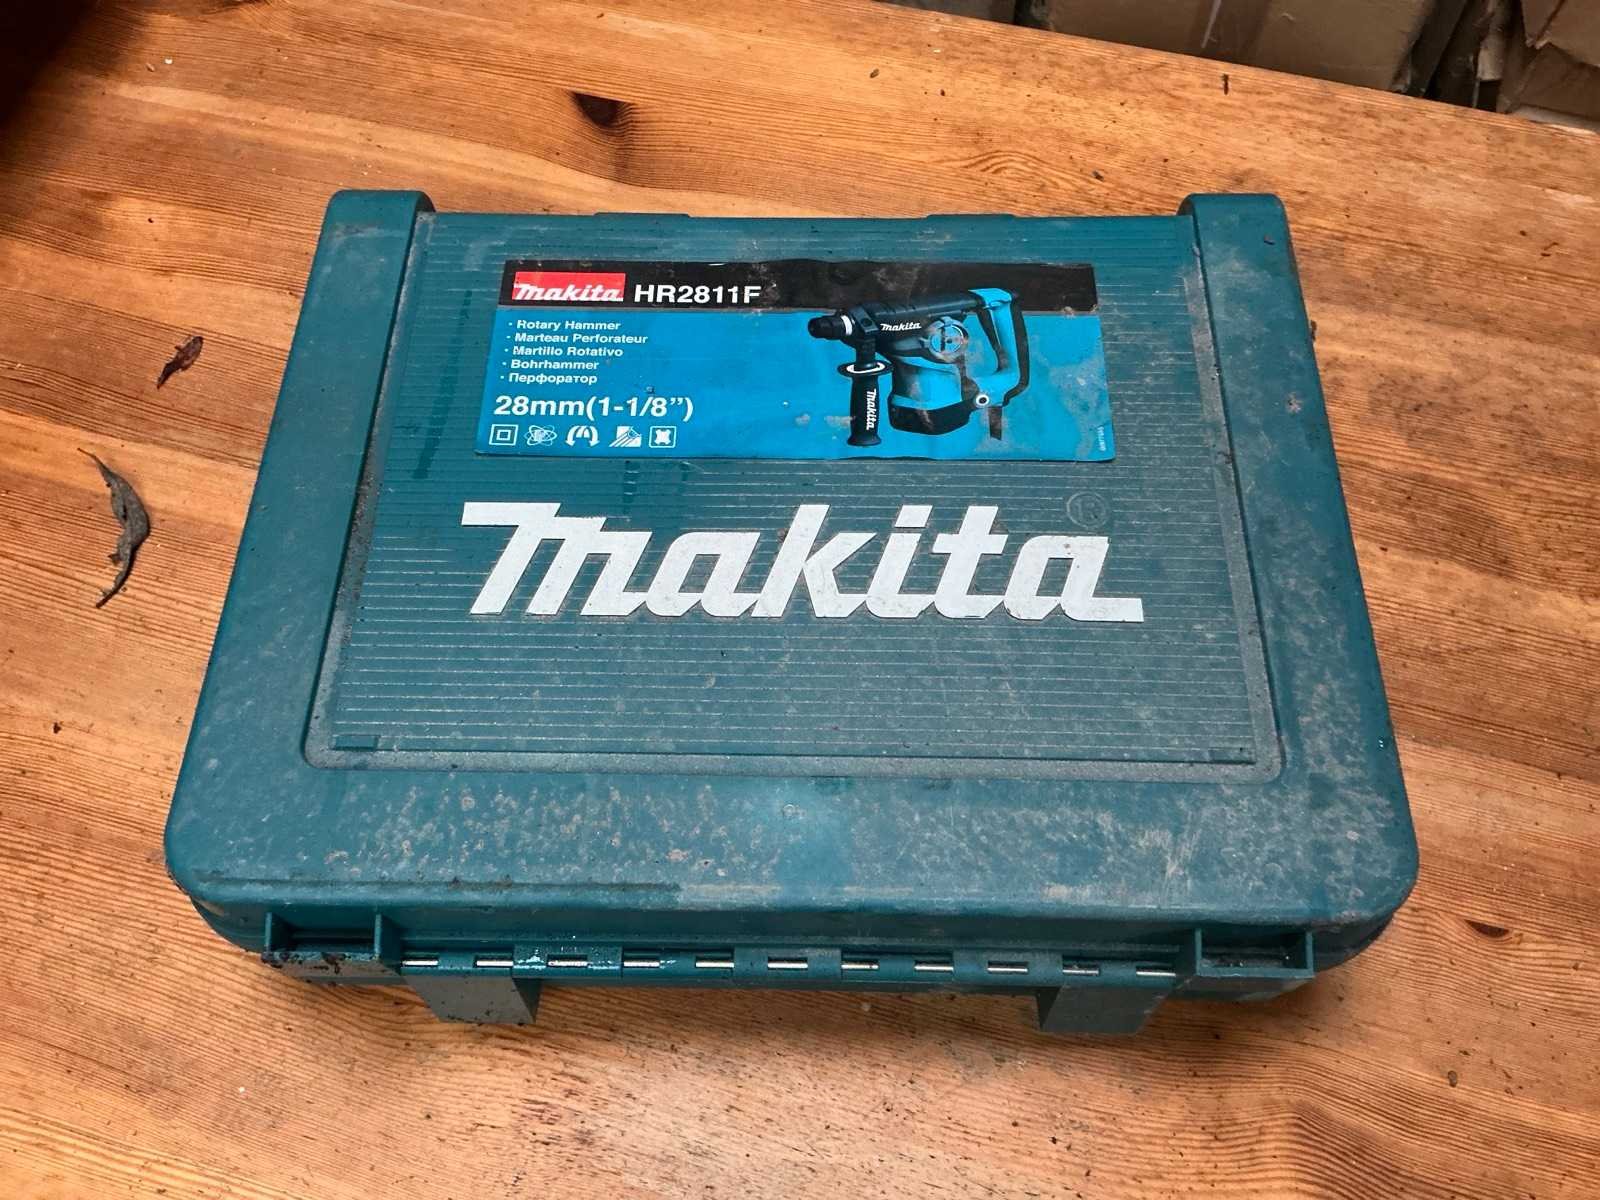 makita HR2811F
· Rotary Hammer
· Marteau Perforateur
· Martillo Rotativo
· Bohrhammer
· Перфоратор
28mm(1-1/8")
makita
makita
makita ®